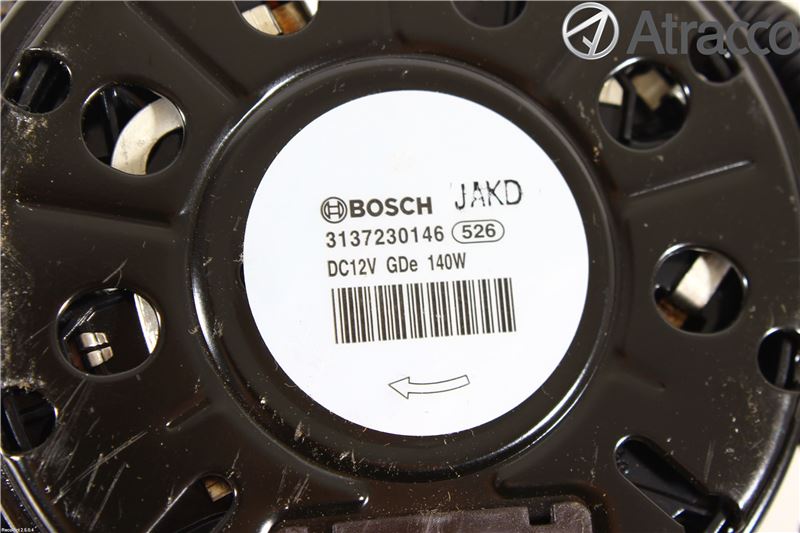 Atracco
BOSCH JAKD
3137230146 526
DC12V GDe 140W